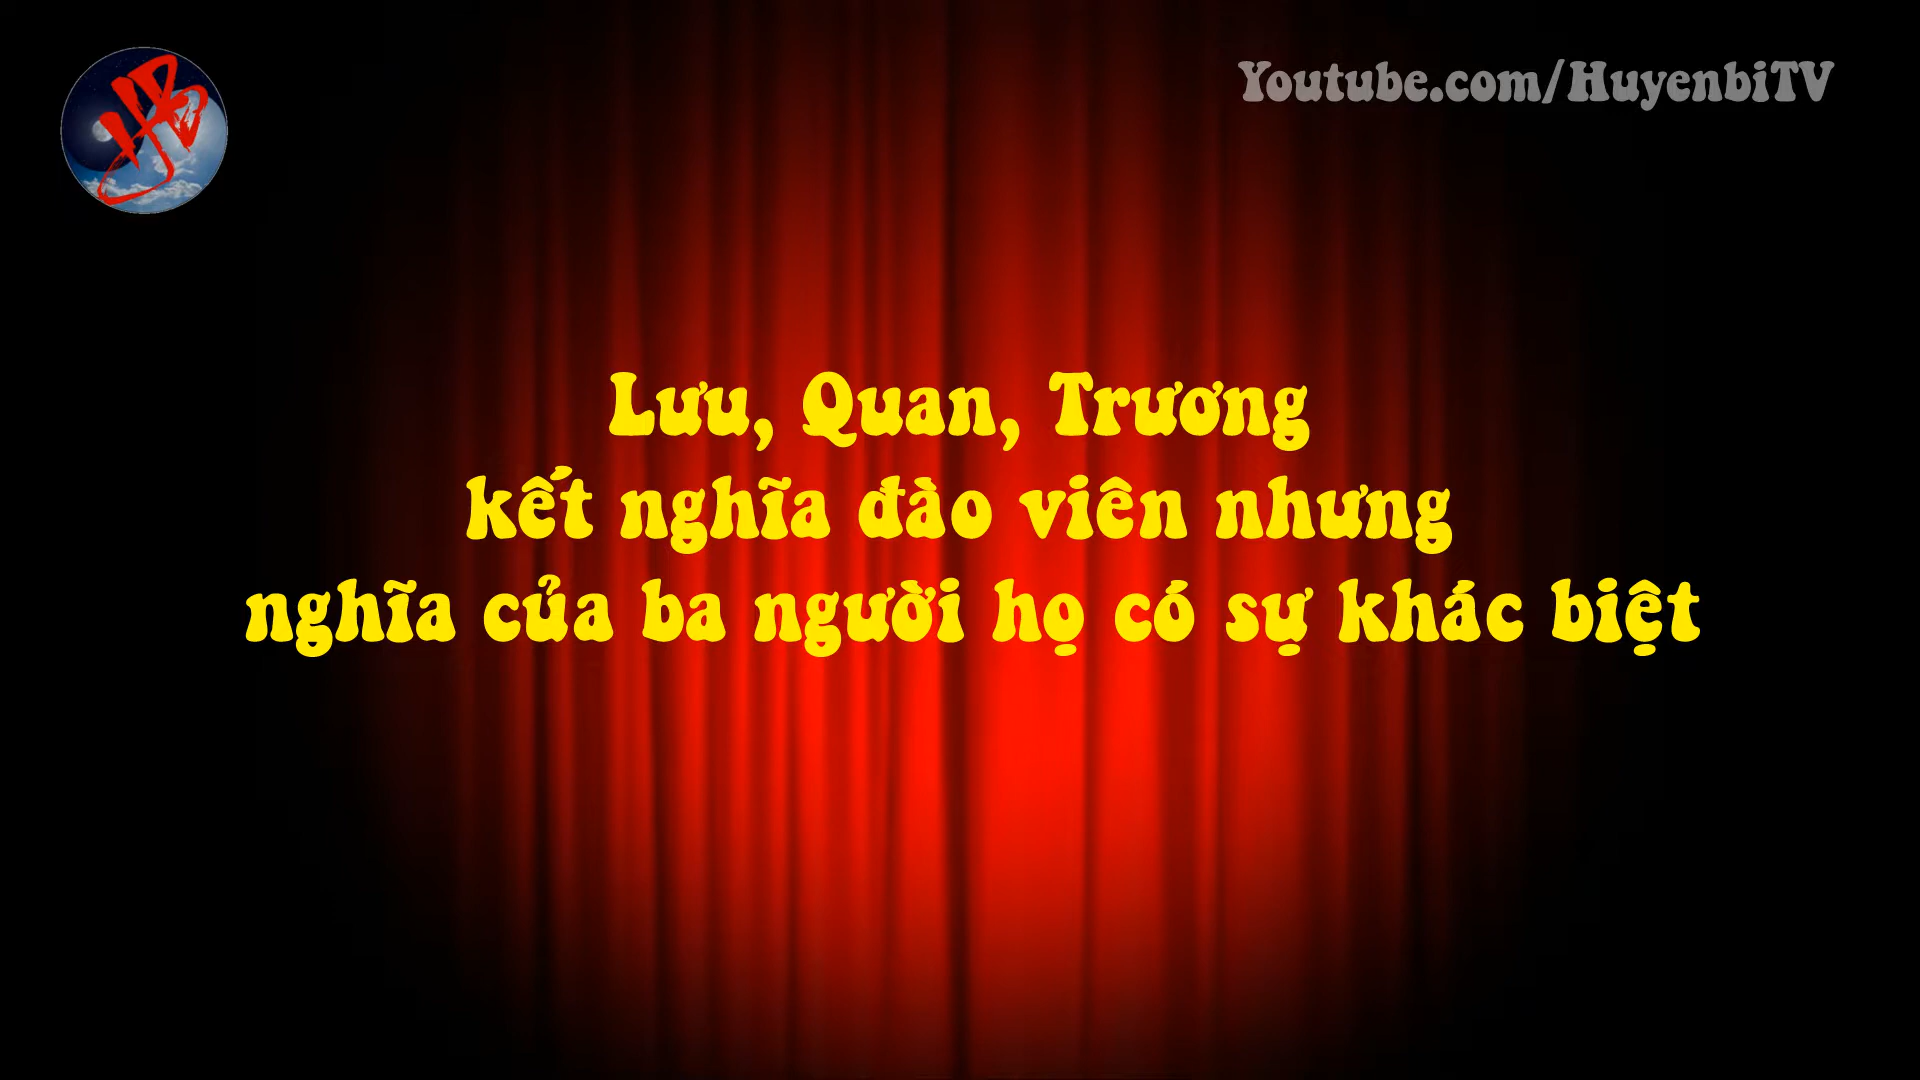 HB
Youtube.com/HuyenbiTV
Lưu, Quan, Trương
kết nghĩa đào viên nhưng
nghĩa của ba người họ có sự khác biệt